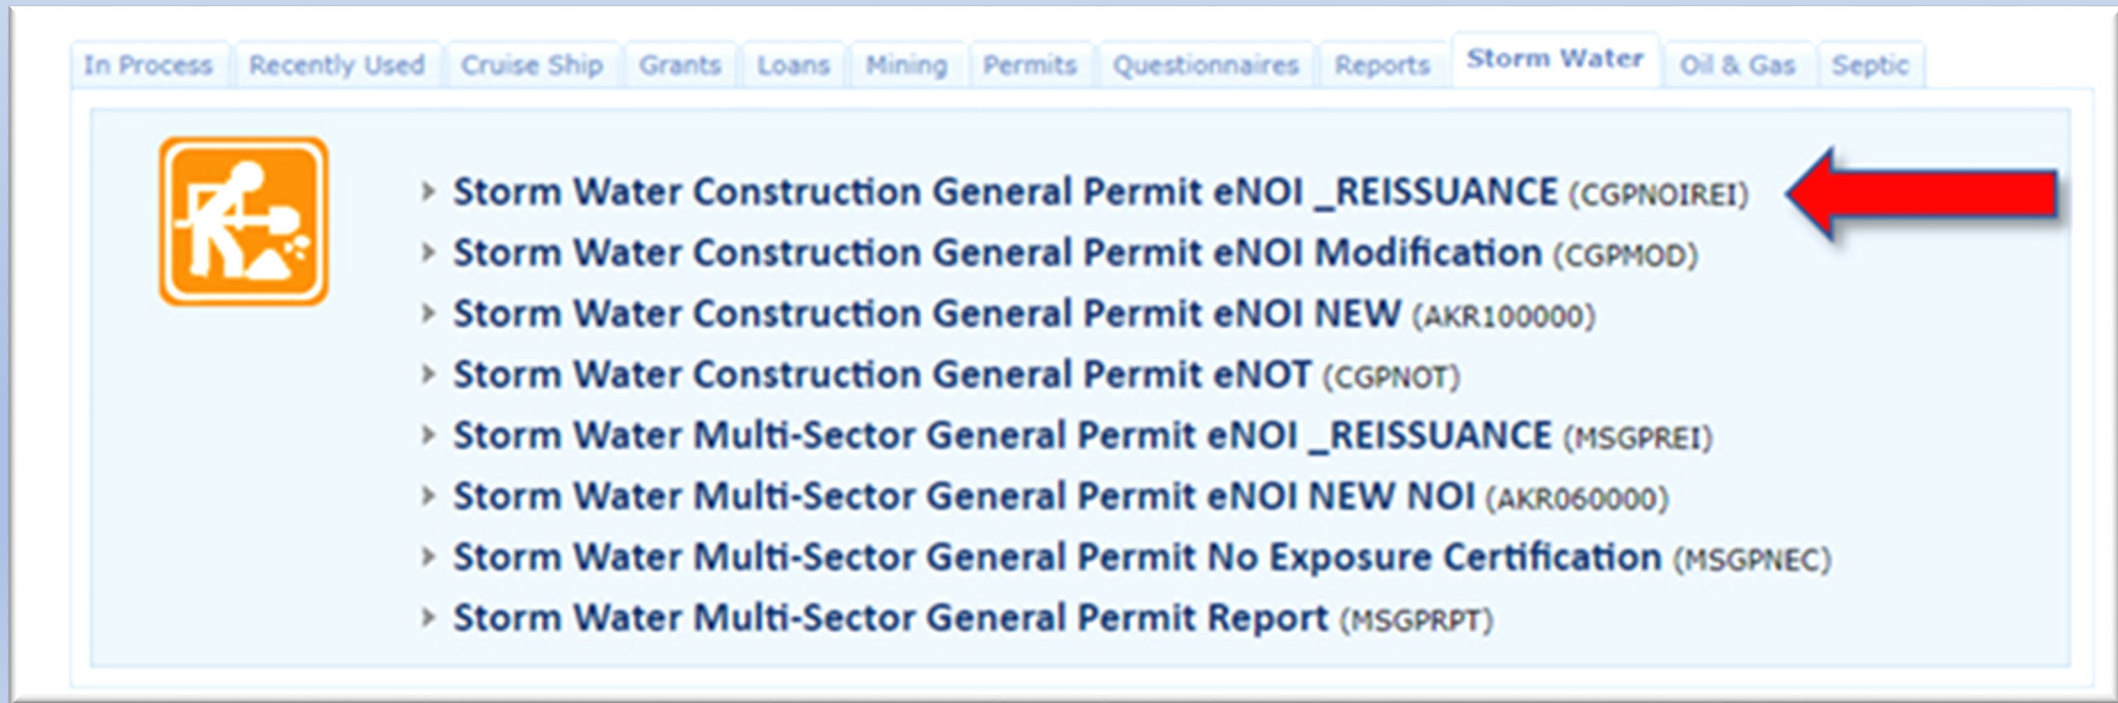 In Process Recently Used Cruise Ship Grants Loans Mining Permits Questionnaires Reports Storm Water Oil & Gas Septic
Storm Water Construction General Permit eNOI _REISSUANCE (CGPNOIREI)
Storm Water Construction General Permit eNOI Modification (CGPMOD)
Storm Water Construction General Permit eNOI NEW (AKR100000)
Storm Water Construction General Permit eNOT (CGPNOT)
Storm Water Multi-Sector General Permit eNOI _REISSUANCE (MSGPREI)
Storm Water Multi-Sector General Permit eNOI NEW NOI (AKR060000)
Storm Water Multi-Sector General Permit No Exposure Certification (MSGPNEC)
Storm Water Multi-Sector General Permit Report (MSGPRPT)